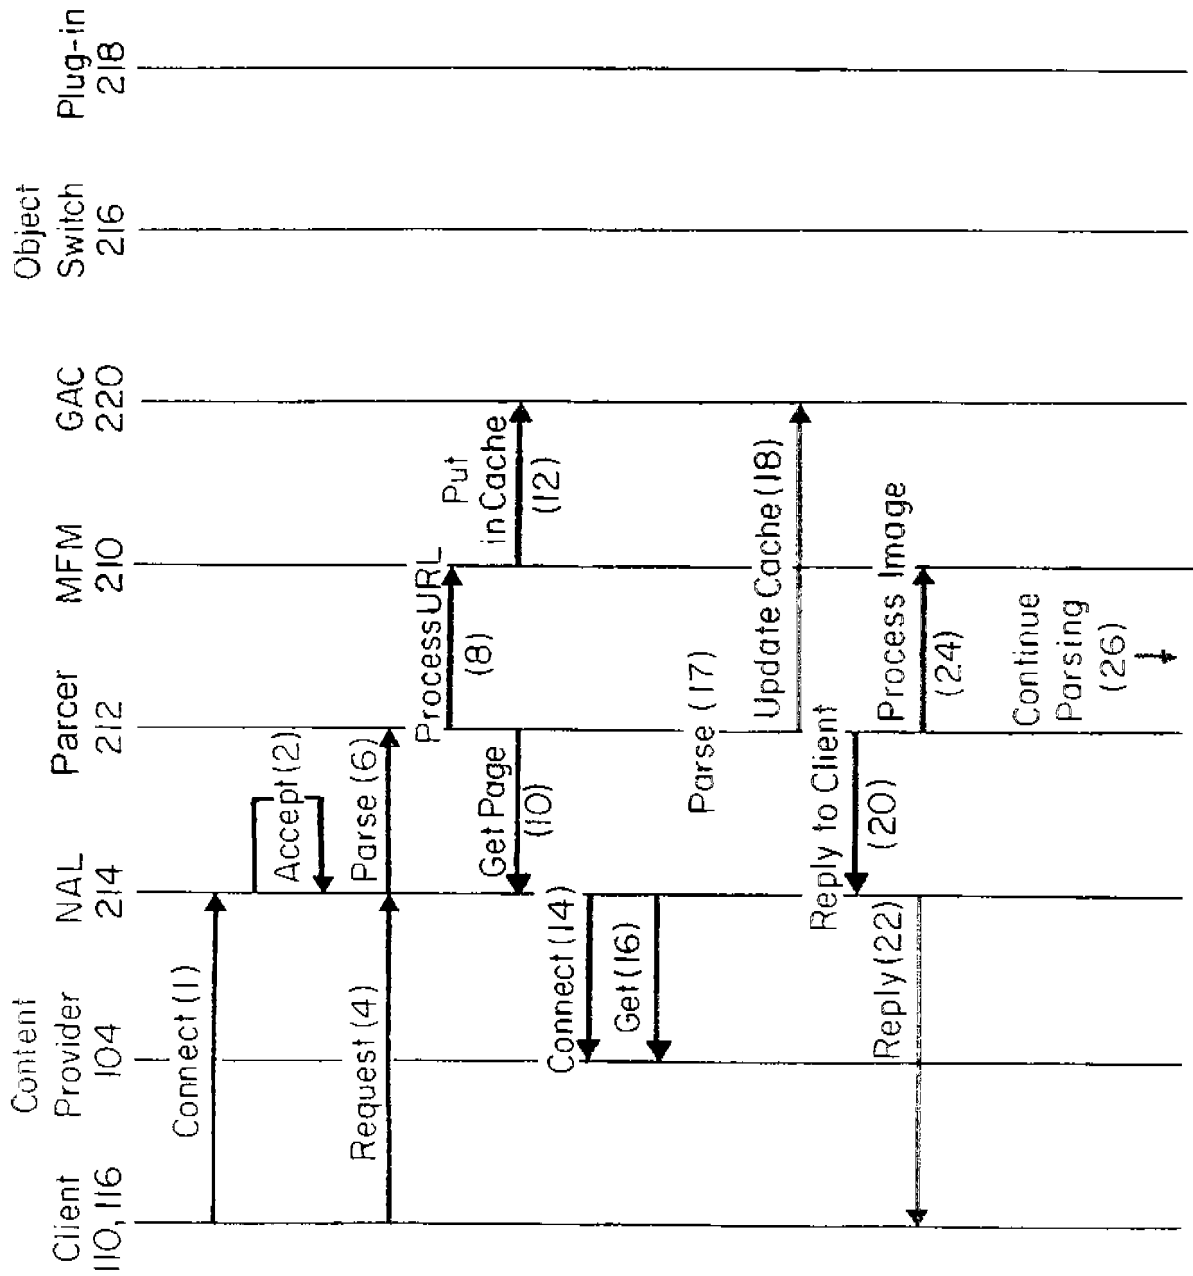 Client
110, 116
Content
Provider
104
NAL
214
Parcer
212
MFM
210
GAC
220
Object
Switch
216
Plug-in
218
Connect (1)
Accept (2)
Request (4)
Parse (6)
Process URL
(8)
Get Page
(10)
Put
in Cache
(12)
Connect (14)
Get (16)
Parse (17)
Update Cache (18)
Reply to Client
(20)
Reply (22)
Process Image
(24)
Continue
Parsing
(26)